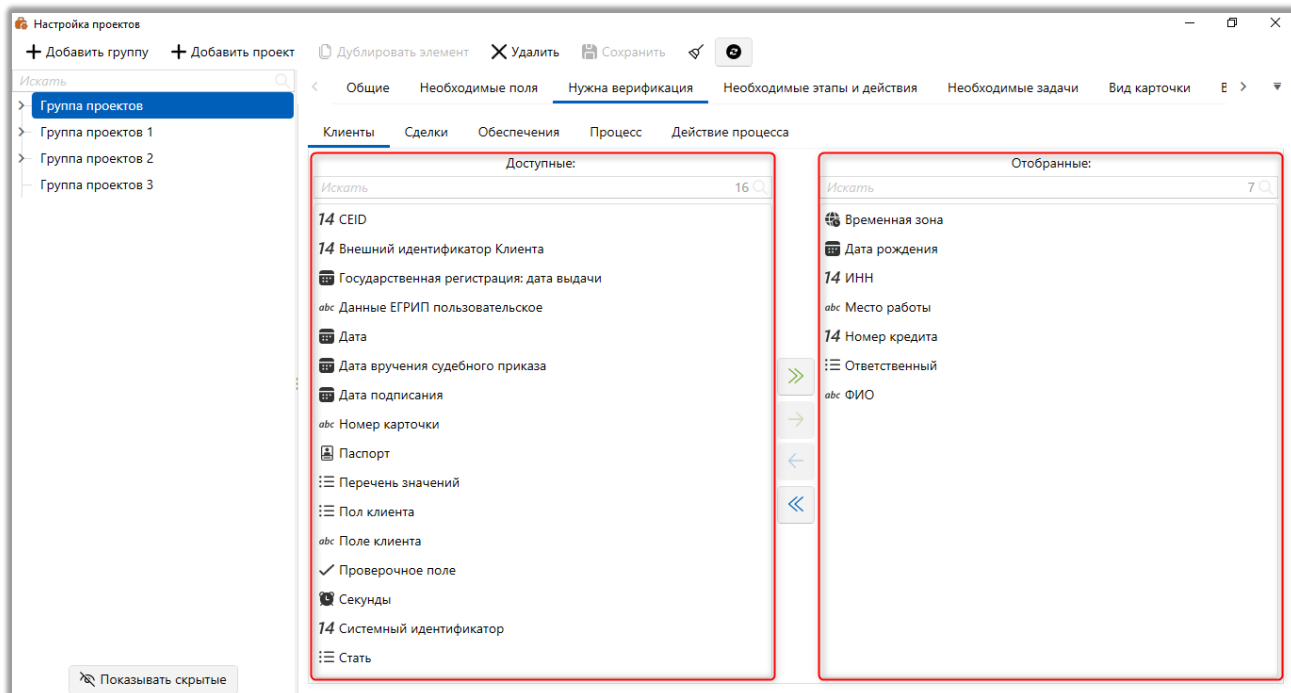 Настройка проектов
Добавить группу Добавить проект Дублировать элемент Удалить Сохранить
Искать
Группа проектов
Группа проектов 1
Группа проектов 2
Группа проектов 3
Показывать скрытые
Общие Необходимые поля Нужна верификация Необходимые этапы и действия Необходимые задачи Вид карточки
Клиенты Сделки Обеспечения Процесс Действие процесса
Доступные:
Искать 16
14 CEID
14 Внешний идентификатор Клиента
Государственная регистрация: дата выдачи
abc Данные ЕГРИП пользовательское
Дата
Дата вручения судебного приказа
Дата подписания
abc Номер карточки
Паспорт
Перечень значений
Пол клиента
abc Поле клиента
Проверочное поле
Секунды
14 Системный идентификатор
Стать
Отобранные:
Искать 7
Временная зона
Дата рождения
14 ИНН
abc Место работы
14 Номер кредита
Ответственный
abc ФИО